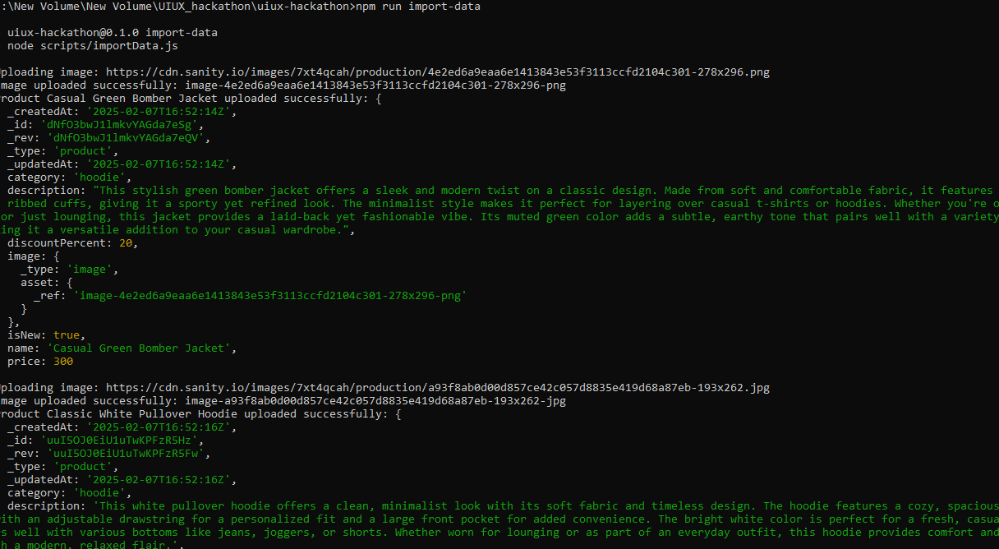 :\New Volume\New Volume\UIUX_hackathon\uiux-hackathon>npm run import-data
uiux-hackathon@0.1.0 import-data
node scripts/importData.js
ploading image: https://cdn.sanity.io/images/7xt4qcah/production/4e2ed6a9eaa6e1413843e53f3113ccfd2104c301-278x296.png
mage uploaded successfully: image-4e2ed6a9eaa6e1413843e53f3113ccfd2104c301-278x296-png
roduct Casual Green Bomber Jacket uploaded successfully: {
_createdAt: '2025-02-07T16:52:14Z',
_id: 'dNfO3bwJ1lmkvYAGda7eSg',
_rev: 'dNfO3bwJ1lmkvYAGda7eQV',
_type: 'product',
_updatedAt: '2025-02-07T16:52:14Z',
category: 'hoodie',
description: "This stylish green bomber jacket offers a sleek and modern twist on a classic design. Made from soft and comfortable fabric, it features
ribbed cuffs, giving it a sporty yet refined look. The minimalist style makes it perfect for layering over casual t-shirts or hoodies. Whether you're o
or just lounging, this jacket provides a laid-back yet fashionable vibe. Its muted green color adds a subtle, earthy tone that pairs well with a variety
ing it a versatile addition to your casual wardrobe.",
discountPercent: 20,
image: {
_type: 'image',
asset: {
_ref: 'image-4e2ed6a9eaa6e1413843e53f3113ccfd2104c301-278x296-png'
}
},
isNew: true,
name: 'Casual Green Bomber Jacket',
price: 300
ploading image: https://cdn.sanity.io/images/7xt4qcah/production/a93f8ab0d00d857ce42c057d8835e419d68a87eb-193x262.jpg
mage uploaded successfully: image-a93f8ab0d00d857ce42c057d8835e419d68a87eb-193x262-jpg
roduct Classic White Pullover Hoodie uploaded successfully: {
_createdAt: '2025-02-07T16:52:16Z',
_id: 'uuI5OJ0EiU1uTwKPFzR5Hz',
_rev: 'uuI5OJ0EiU1uTwKPFzR5Fw',
_type: 'product',
_updatedAt: '2025-02-07T16:52:16Z',
category: 'hoodie',
description: 'This white pullover hoodie offers a clean, minimalist look with its soft fabric and timeless design. The hoodie features a cozy, spacious
ith an adjustable drawstring for a personalized fit and a large front pocket for added convenience. The bright white color is perfect for a fresh, casua
s well with various bottoms like jeans, joggers, or shorts. Whether worn for lounging or as part of an everyday outfit, this hoodie provides comfort and
h a modern, relaxed flair.',